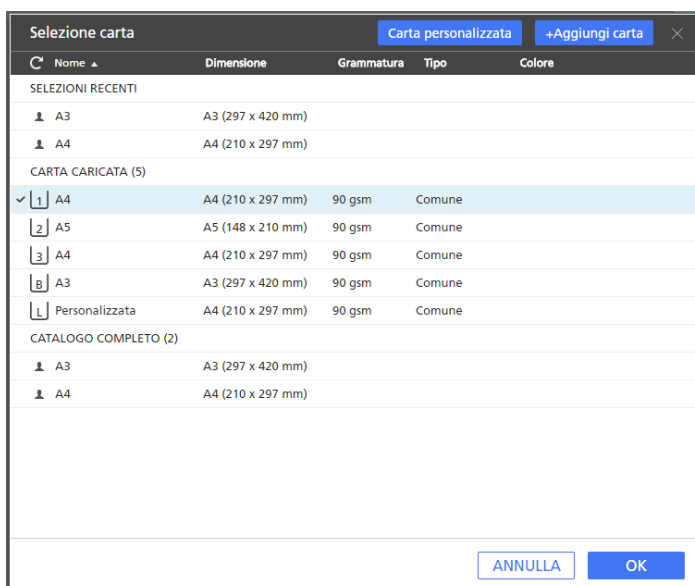 Selezione carta Carta personalizzata +Aggiungi carta
Nome Dimensione Grammatura Tipo Colore
SELEZIONI RECENTI
A3 A3 (297 x 420 mm)
A4 A4 (210 x 297 mm)
CARTA CARICATA (5)
1 A4 A4 (210 x 297 mm) 90 gsm Comune
2 A5 A5 (148 x 210 mm) 90 gsm Comune
3 A4 A4 (210 x 297 mm) 90 gsm Comune
B A3 A3 (297 x 420 mm) 90 gsm Comune
L Personalizzata A4 (210 x 297 mm) 90 gsm Comune
CATALOGO COMPLETO (2)
A3 A3 (297 x 420 mm)
A4 A4 (210 x 297 mm)
ANNULLA OK